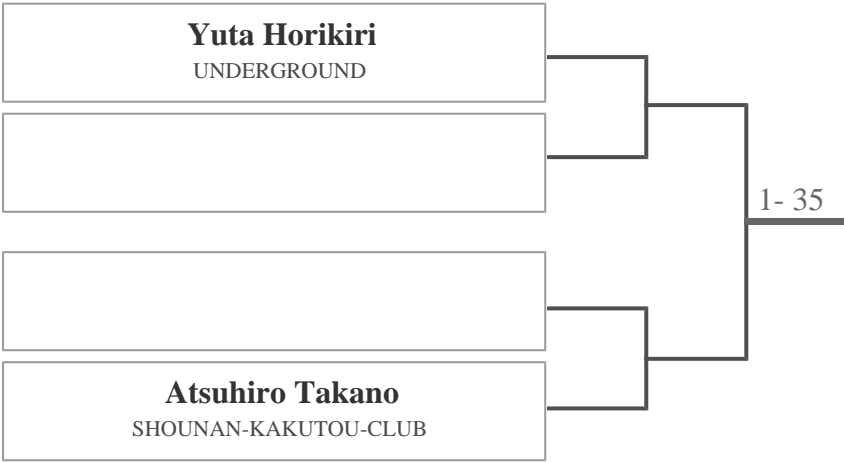 Yuta Horikiri
UNDERGROUND
1- 35
Atsuhiro Takano
SHOUNAN-KAKUTOU-CLUB